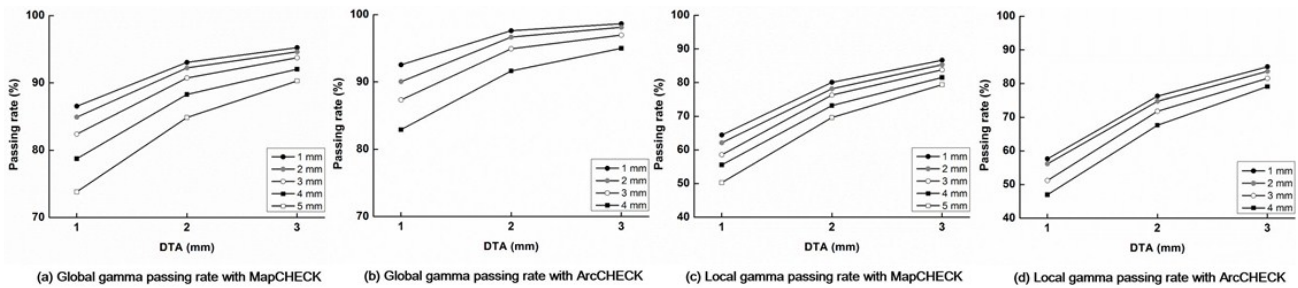 100
90
80
70
Passing rate (%)
1 mm
2 mm
3 mm
4 mm
5 mm
1 2 3
DTA (mm)
(a) Global gamma passing rate with MapCHECK
100
90
100
70
Passing rate (%)
1 mm
2 mm
3 mm
4 mm
1 2 3
DTA (mm)
(b) Global gamma passing rate with ArcCHECK
100
90
80
70
60
50
40
Passing rate (%)
1 mm
2 mm
3 mm
4 mm
5 mm
1 2 3
DTA (mm)
(c) Local gamma passing rate with MapCHECK
100
90
80
70
60
50
40
Passing rate (%)
1 mm
2 mm
3 mm
4 mm
1 2 3
DTA (mm)
(d) Local gamma passing rate with ArcCHECK